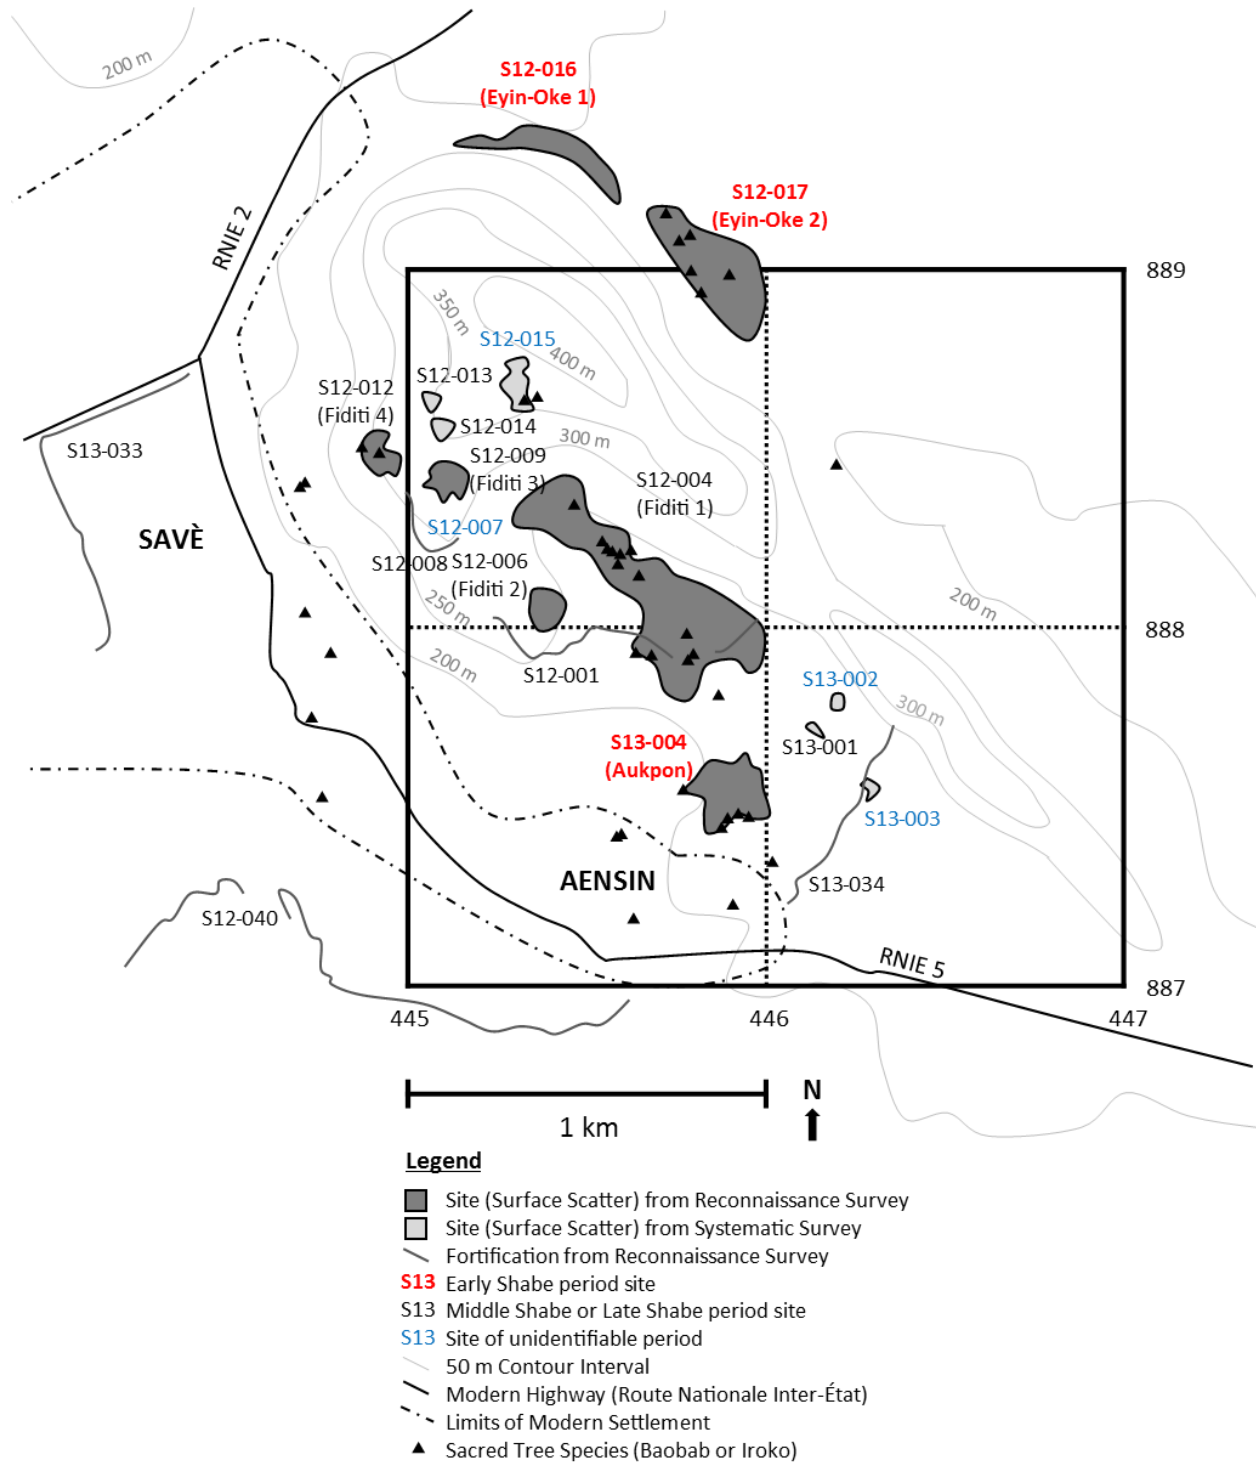 200 m
S12-016
(Eyin-Oke 1)
S12-017
(Eyin-Oke 2)
RNIE 2
889
350 m
S12-015
400 m
S12-013
S12-012
(Fiditi 4)
S12-014
300 m
S13-033
S12-009
(Fiditi 3)
S12-004
(Fiditi 1)
SAVÈ
S12-007
S12-008
S12-006
(Fiditi 2)
250 m
200 m
888
200 m
S12-001
S13-002
300 m
S13-001
S13-004
(Aukpon)
S13-003
AENSIN
S13-034
S12-040
RNIE 5
887
445
446
447
1 km
N
Legend
Site (Surface Scatter) from Reconnaissance Survey
Site (Surface Scatter) from Systematic Survey
Fortification from Reconnaissance Survey
S13 Early Shabe period site
S13 Middle Shabe or Late Shabe period site
S13 Site of unidentifiable period
50 m Contour Interval
Modern Highway (Route Nationale Inter-État)
Limits of Modern Settlement
Sacred Tree Species (Baobab or Iroko)